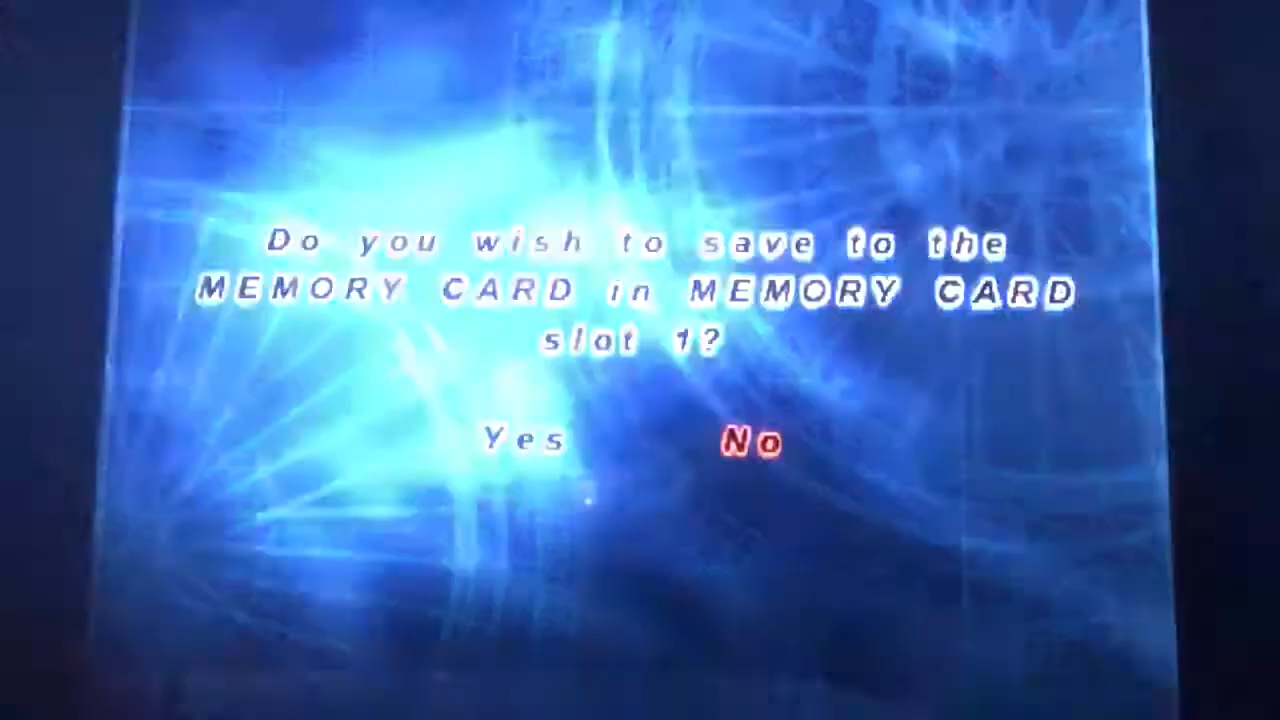 Do you wish to save to the
MEMORY CARD in MEMORY CARD
slot 1?
Yes No